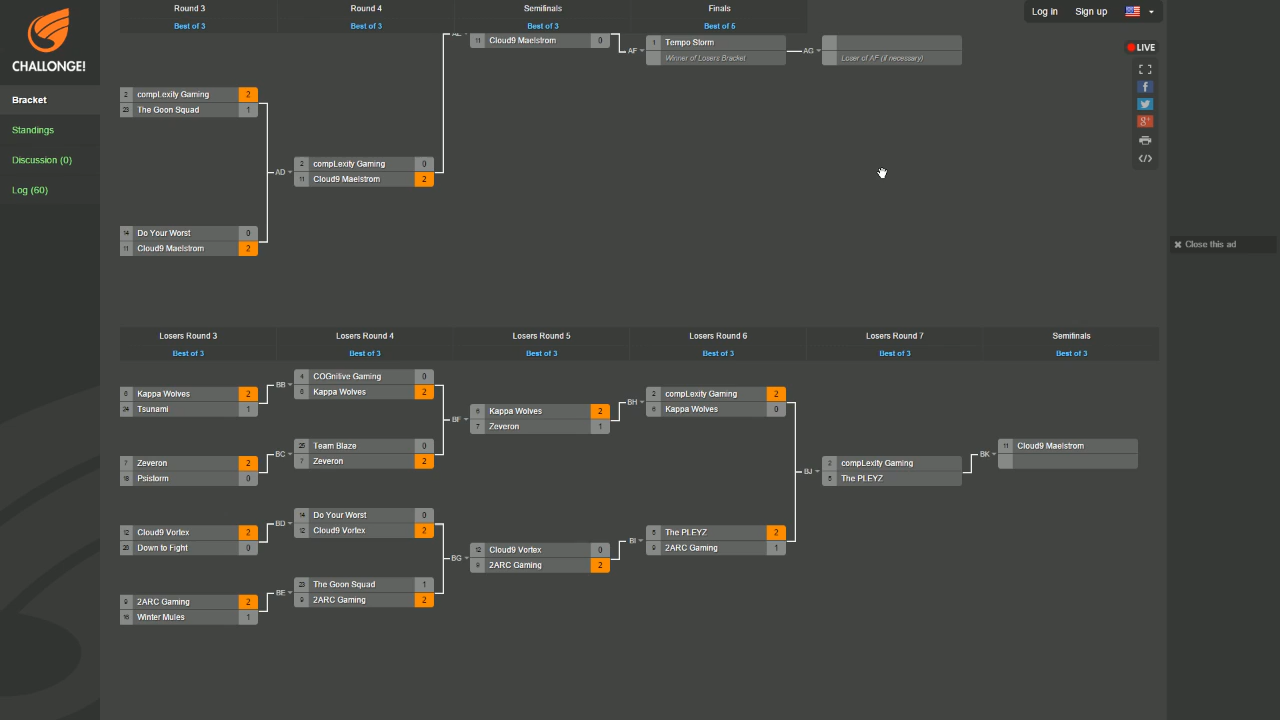 CHALLONGE!
Bracket
Standings
Discussion (0)
Log (60)
Log in
Sign up
LIVE
Close this ad
Round 3
Round 4
Semifinals
Finals
Best of 3
Best of 3
Best of 3
Best of 5
2 compLexity Gaming 2
23 The Goon Squad 1
14 Do Your Worst 0
11 Cloud9 Maelstrom 2
AD
2 compLexity Gaming 0
11 Cloud9 Maelstrom 2
11 Cloud9 Maelstrom 0
AF
1 Tempo Storm
Winner of Losers Bracket
AG
Loser of AF (if necessary)
Losers Round 3
Losers Round 4
Losers Round 5
Losers Round 6
Losers Round 7
Semifinals
Best of 3
Best of 3
Best of 3
Best of 3
Best of 3
Best of 3
Kappa Wolves 2
24 Tsunami 1
7 Zeveron 2
Psistorm 0
12 Cloud9 Vortex 2
Down to Fight 0
9 2ARC Gaming 2
Winter Mules 1
BB
4 COGnitive Gaming 0
6 Kappa Wolves 2
BC
Team Blaze 0
7 Zeveron 2
BD
14 Do Your Worst 0
12 Cloud9 Vortex 2
BE
23 The Goon Squad 1
9 2ARC Gaming 2
BF
6 Kappa Wolves 2
7 Zeveron 1
BG
12 Cloud9 Vortex 0
9 2ARC Gaming 2
BH
2 compLexity Gaming 2
6 Kappa Wolves 0
BI
5 The PLEYZ 2
9 2ARC Gaming 1
BJ
2 compLexity Gaming
5 The PLEYZ
BK
11 Cloud9 Maelstrom